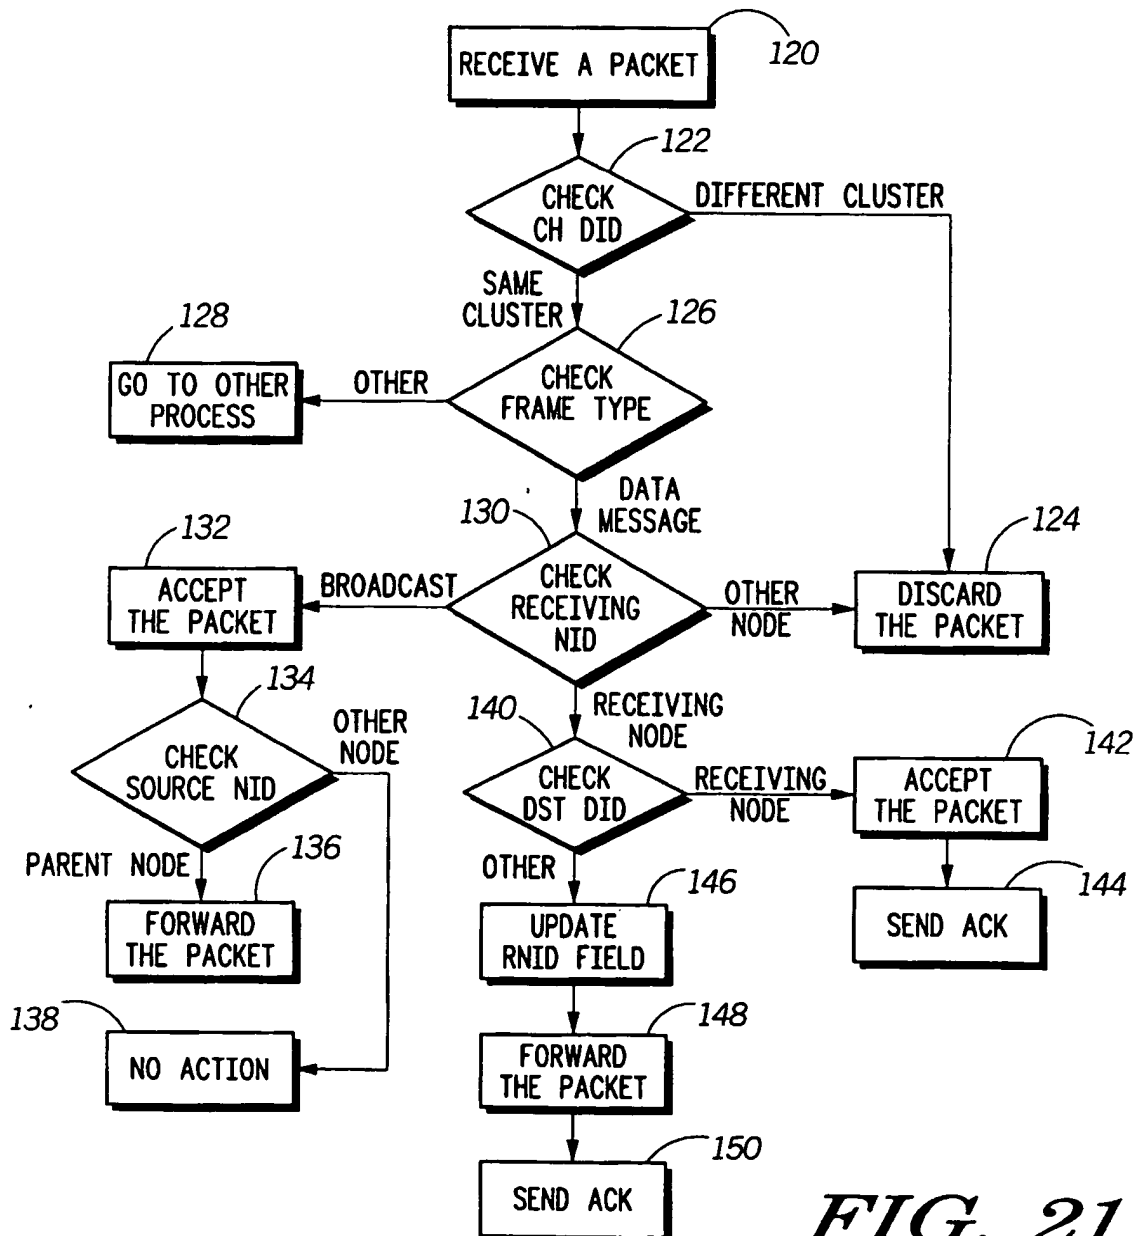 RECEIVE A PACKET
120
122
CHECK
CH DID
DIFFERENT CLUSTER
SAME
CLUSTER
126
128
CHECK
FRAME TYPE
OTHER
GO TO OTHER
PROCESS
DATA
MESSAGE
130
132
124
CHECK
RECEIVING
NID
BROADCAST
ACCEPT
THE PACKET
OTHER
NODE
DISCARD
THE PACKET
134
OTHER
NODE
CHECK
SOURCE NID
RECEIVING
NODE
140
142
CHECK
DST DID
RECEIVING
NODE
ACCEPT
THE PACKET
PARENT NODE
136
OTHER
146
144
FORWARD
THE PACKET
UPDATE
RNID FIELD
SEND ACK
138
148
NO ACTION
FORWARD
THE PACKET
150
SEND ACK
FIG. 21